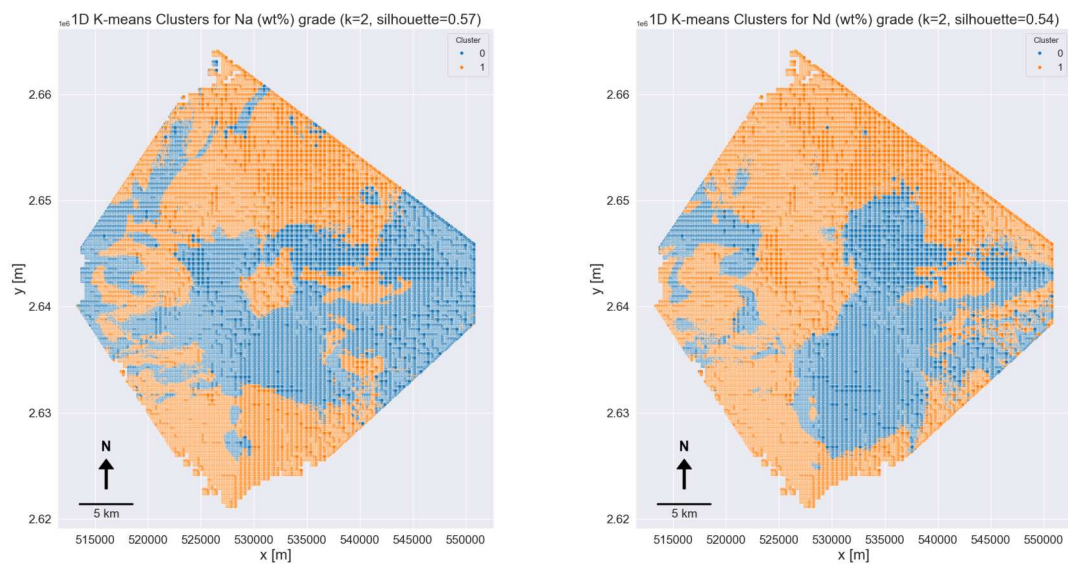 1e6
1D K-means Clusters for Na (wt%) grade (k=2, silhouette=0.57)
Cluster
0
1
2.66
2.65
2.64
2.63
2.62
y [m]
N
5 km
515000 520000 525000 530000 535000 540000 545000 550000
x [m]
1e6
1D K-means Clusters for Nd (wt%) grade (k=2, silhouette=0.54)
Cluster
0
1
2.66
2.65
2.64
2.63
2.62
y [m]
N
5 km
515000 520000 525000 530000 535000 540000 545000 550000
x [m]